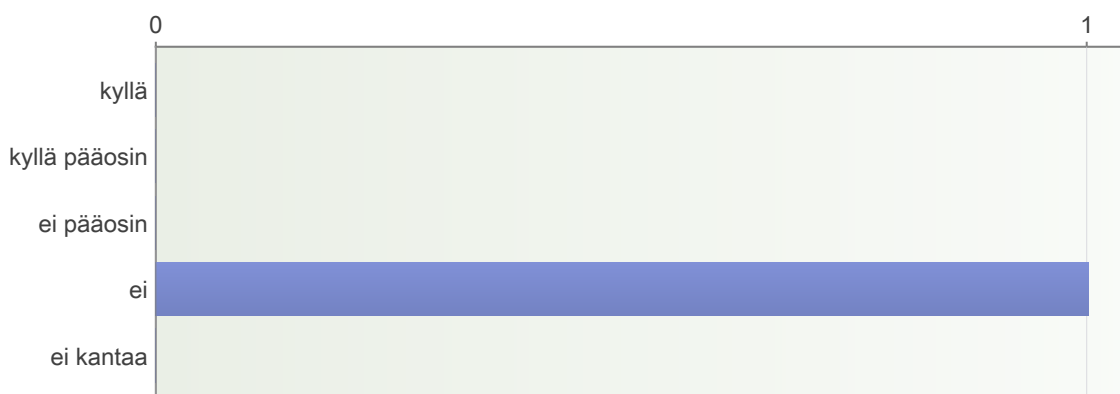 0 1
kyllä
kyllä pääosin
ei pääosin
ei
ei kantaa